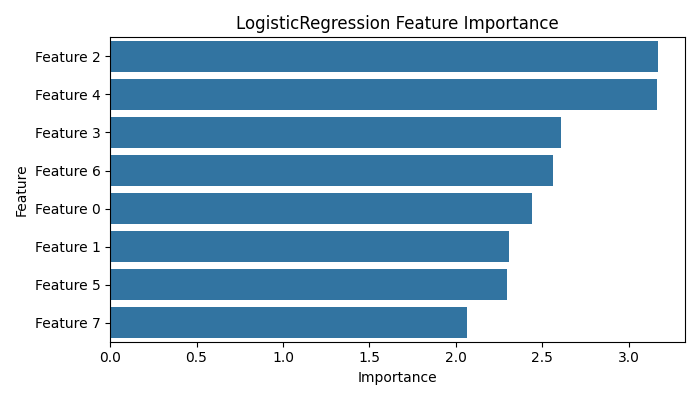 LogisticRegression Feature Importance
Feature
Feature 2
Feature 4
Feature 3
Feature 6
Feature 0
Feature 1
Feature 5
Feature 7
0.0 0.5 1.0 1.5 2.0 2.5 3.0
Importance